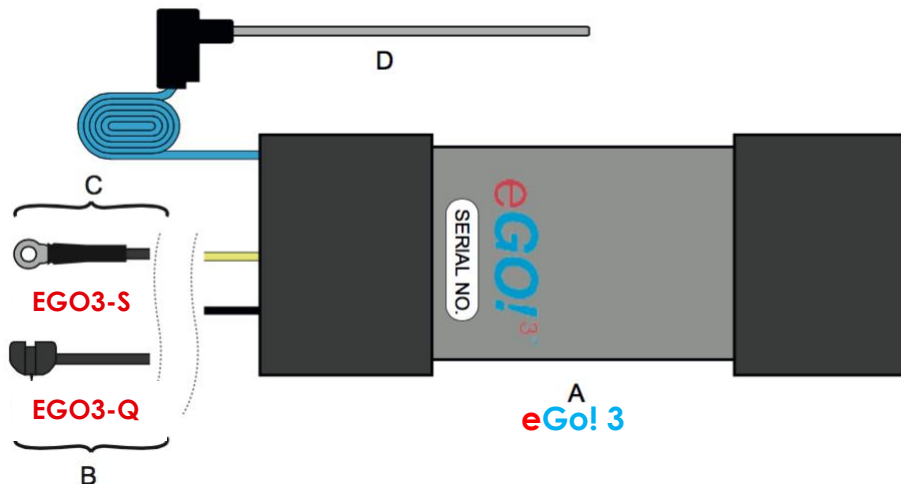 D
C
EGO3-S
EGO3-Q
B
SERIAL NO.
eGO! 3
A
eGo! 3